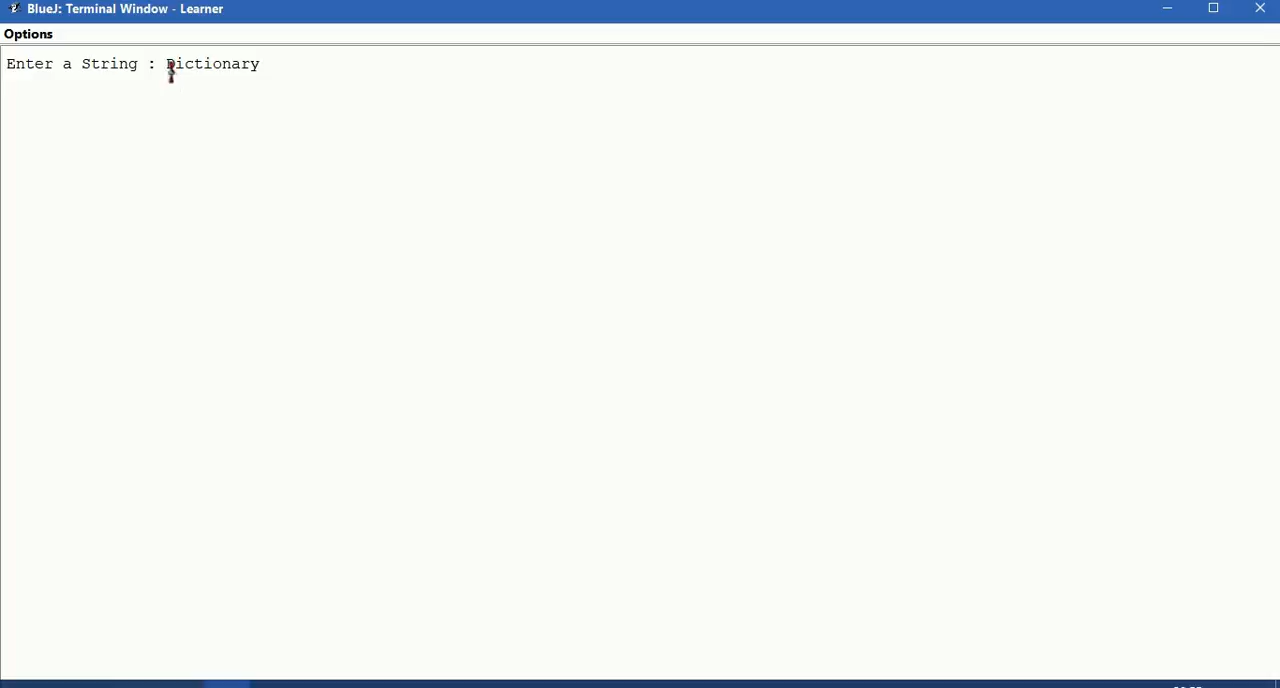 BlueJ: Terminal Window - Learner
Options
Enter a String : Dictionary